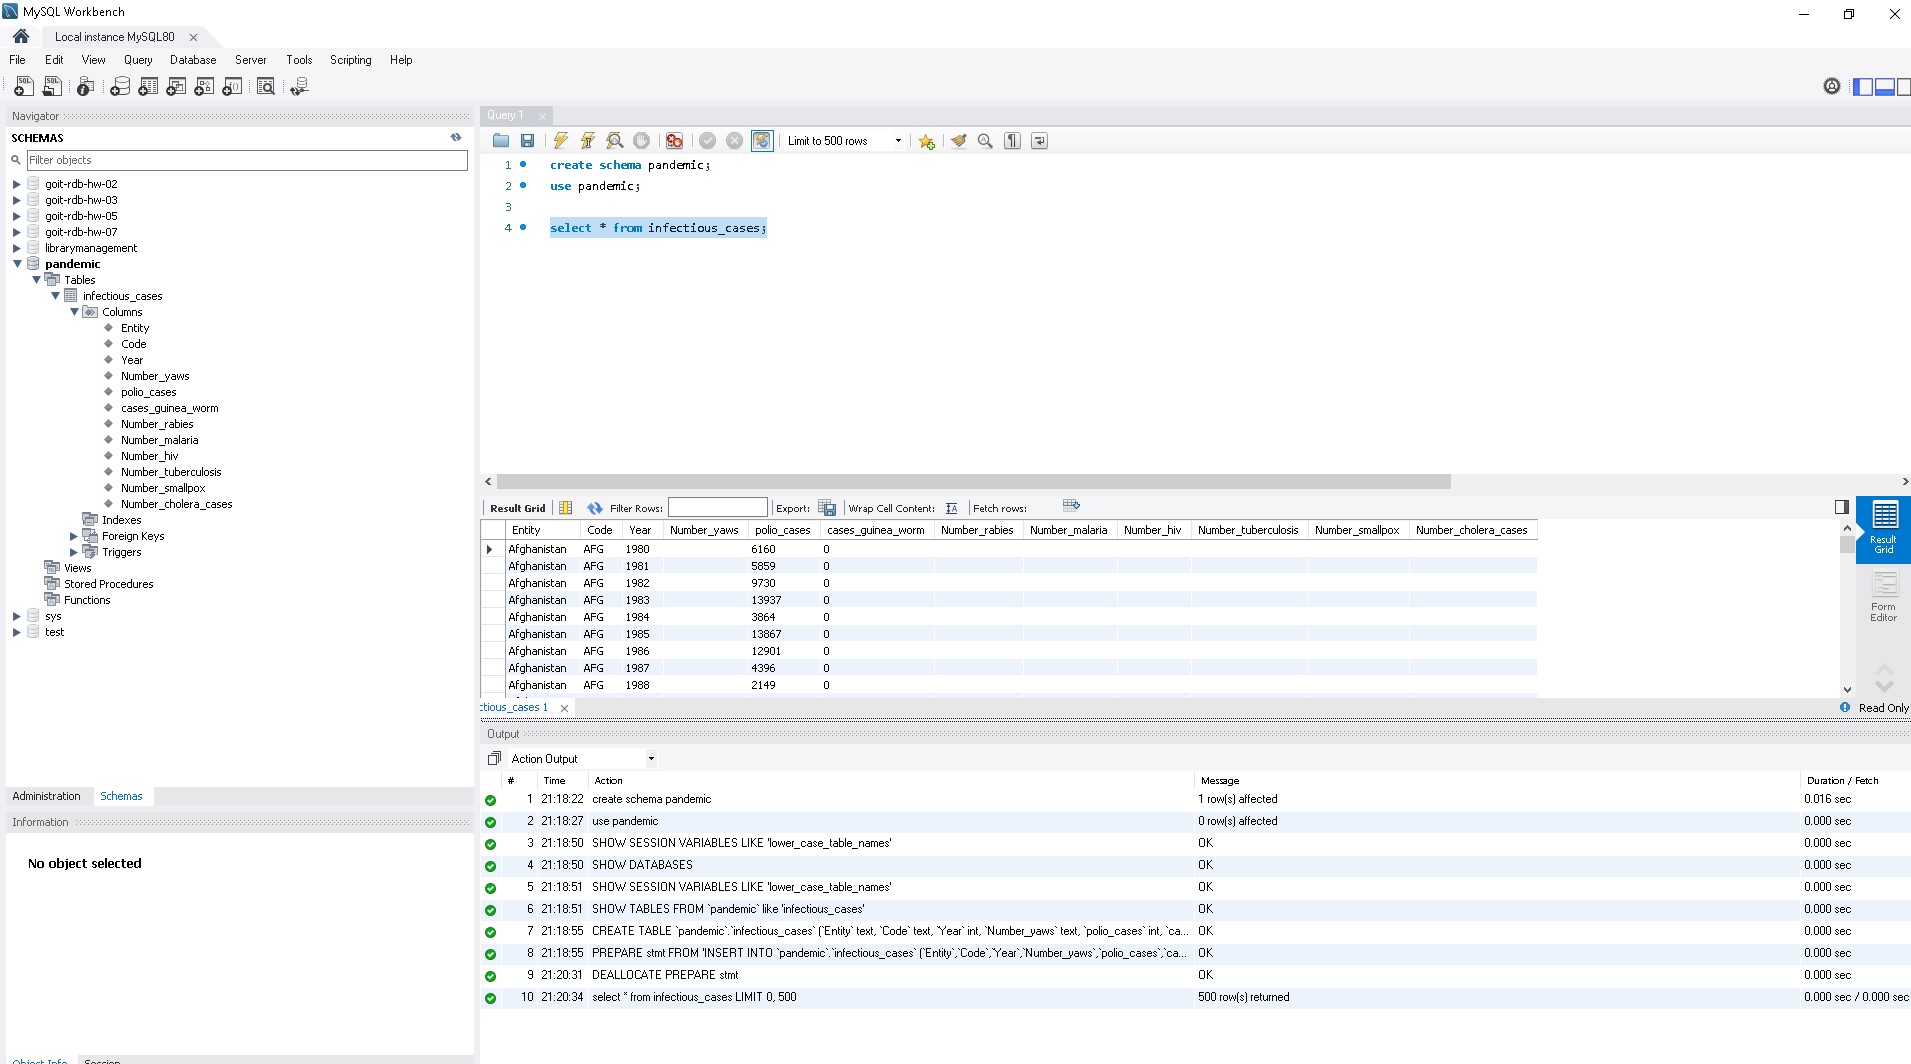 MySQL Workbench
Local instance MySQL80
File Edit View Query Database Server Tools Scripting Help
Navigator
SCHEMAS
Filter objects
goit-rdb-hw-02
goit-rdb-hw-03
goit-rdb-hw-05
goit-rdb-hw-07
librarymanagement
pandemic
Tables
infectious_cases
Columns
Entity
Code
Year
Number_yaws
polio_cases
cases_guinea_worm
Number_rabies
Number_malaria
Number_hiv
Number_tuberculosis
Number_smallpox
Number_cholera_cases
Indexes
Foreign Keys
Triggers
Views
Stored Procedures
Functions
sys
test
Administration Schemas
Information
No object selected
Object Info Session
Query 1
Limit to 500 rows
1 create schema pandemic;
2 use pandemic;
3
4 select * from infectious_cases;
Result Grid Filter Rows: Export: Wrap Cell Content: Fetch rows:
Entity Code Year Number_yaws polio_cases cases_guinea_worm Number_rabies Number_malaria Number_hiv Number_tuberculosis Number_smallpox Number_cholera_cases
Afghanistan AFG 1980 6160 0
Afghanistan AFG 1981 5859 0
Afghanistan AFG 1982 9730 0
Afghanistan AFG 1983 13937 0
Afghanistan AFG 1984 3864 0
Afghanistan AFG 1985 13867 0
Afghanistan AFG 1986 12901 0
Afghanistan AFG 1987 4396 0
Afghanistan AFG 1988 2149 0
Result
Grid
Form
Editor
ctious_cases 1
Read Only
Output
Action Output
# Time Action Message Duration / Fetch
1 21:18:22 create schema pandemic 1 row(s) affected 0.016 sec
2 21:18:27 use pandemic 0 row(s) affected 0.000 sec
3 21:18:50 SHOW SESSION VARIABLES LIKE 'lower_case_table_names' OK 0.000 sec
4 21:18:50 SHOW DATABASES OK 0.000 sec
5 21:18:51 SHOW SESSION VARIABLES LIKE 'lower_case_table_names' OK 0.000 sec
6 21:18:51 SHOW TABLES FROM `pandemic` like 'infectious_cases' OK 0.000 sec
7 21:18:55 CREATE TABLE `pandemic`.`infectious_cases` (`Entity` text, `Code` text, `Year` int, `Number_yaws` text, `polio_cases` int, `ca... OK 0.000 sec
8 21:18:55 PREPARE stmt FROM 'INSERT INTO `pandemic`.`infectious_cases` (`Entity`,`Code`,`Year`,`Number_yaws`,`polio_cases`,`ca... OK 0.000 sec
9 21:20:31 DEALLOCATE PREPARE stmt OK 0.000 sec
10 21:20:34 select * from infectious_cases LIMIT 0, 500 500 row(s) returned 0.000 sec / 0.000 sec